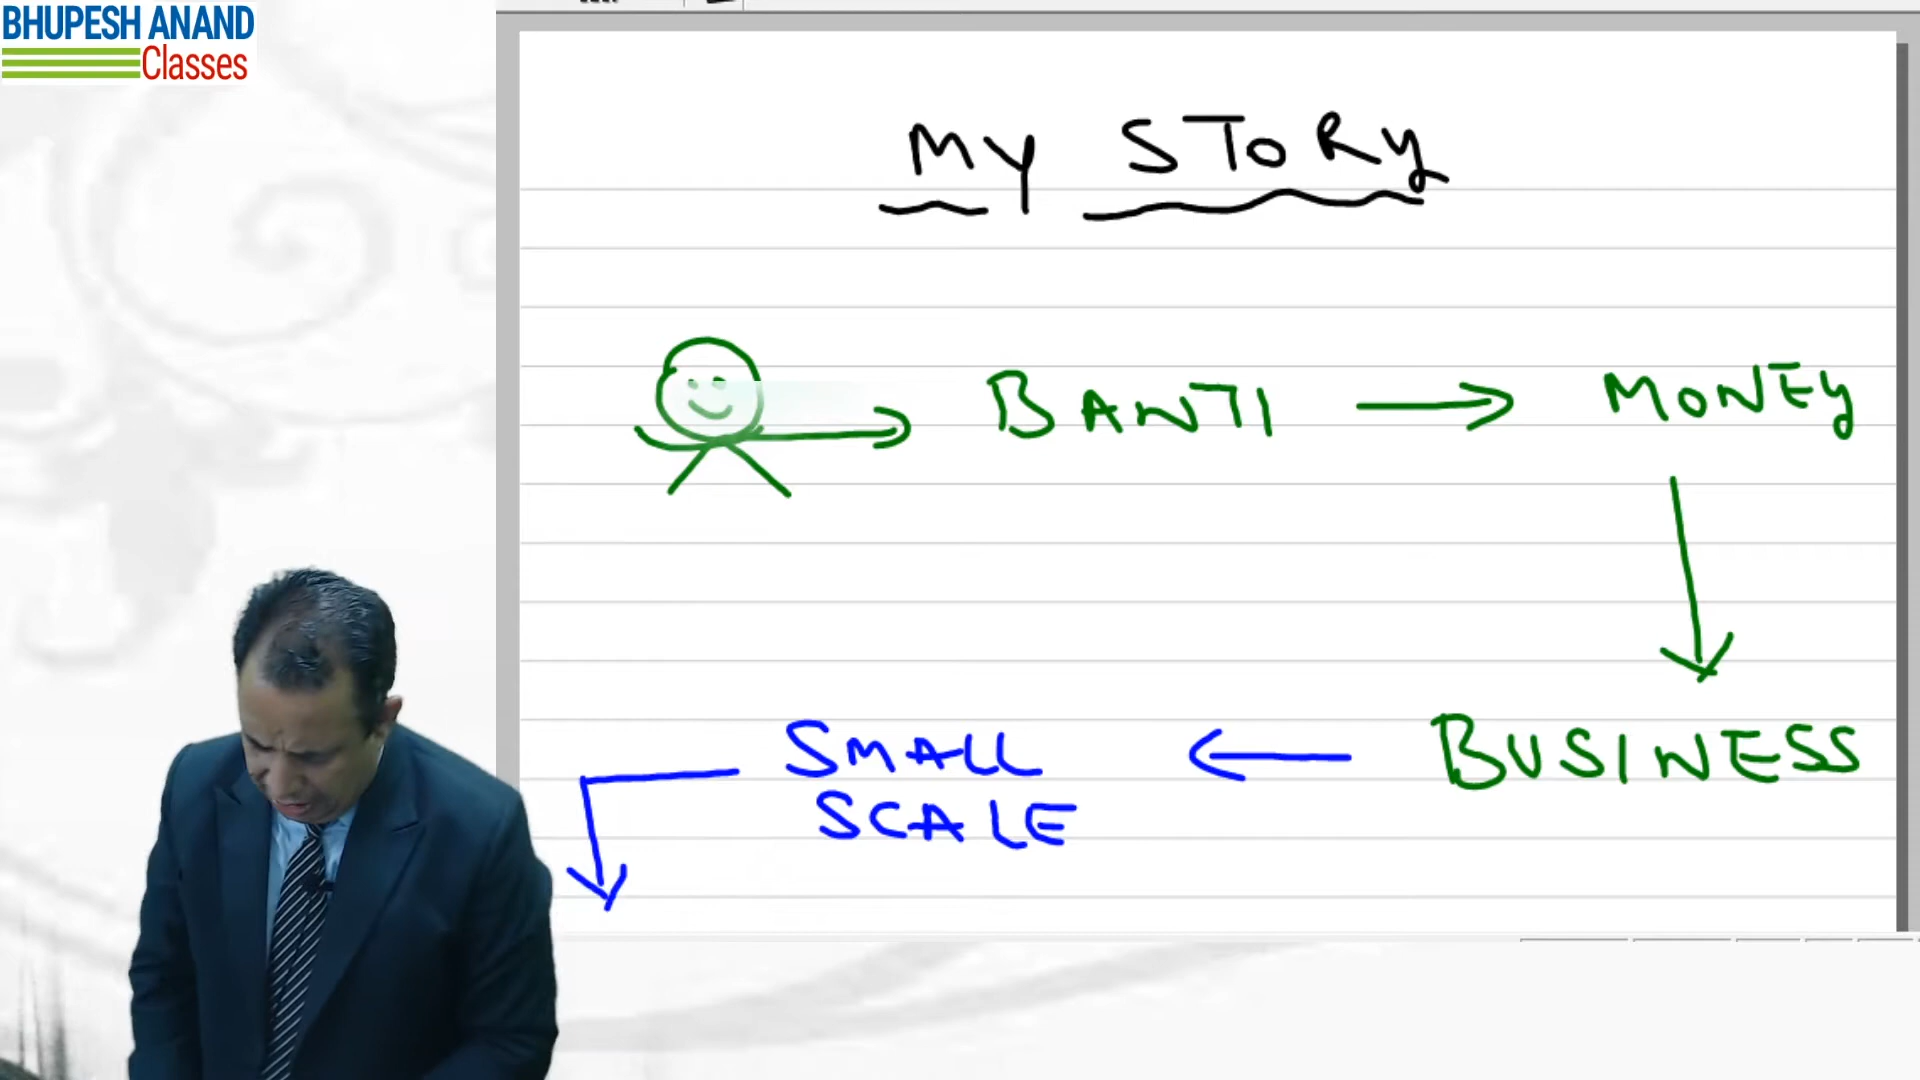 BHUPESH ANAND
Classes
MY STORY
BANTI → MONEY
BUSINESS
SMALL
SCALE